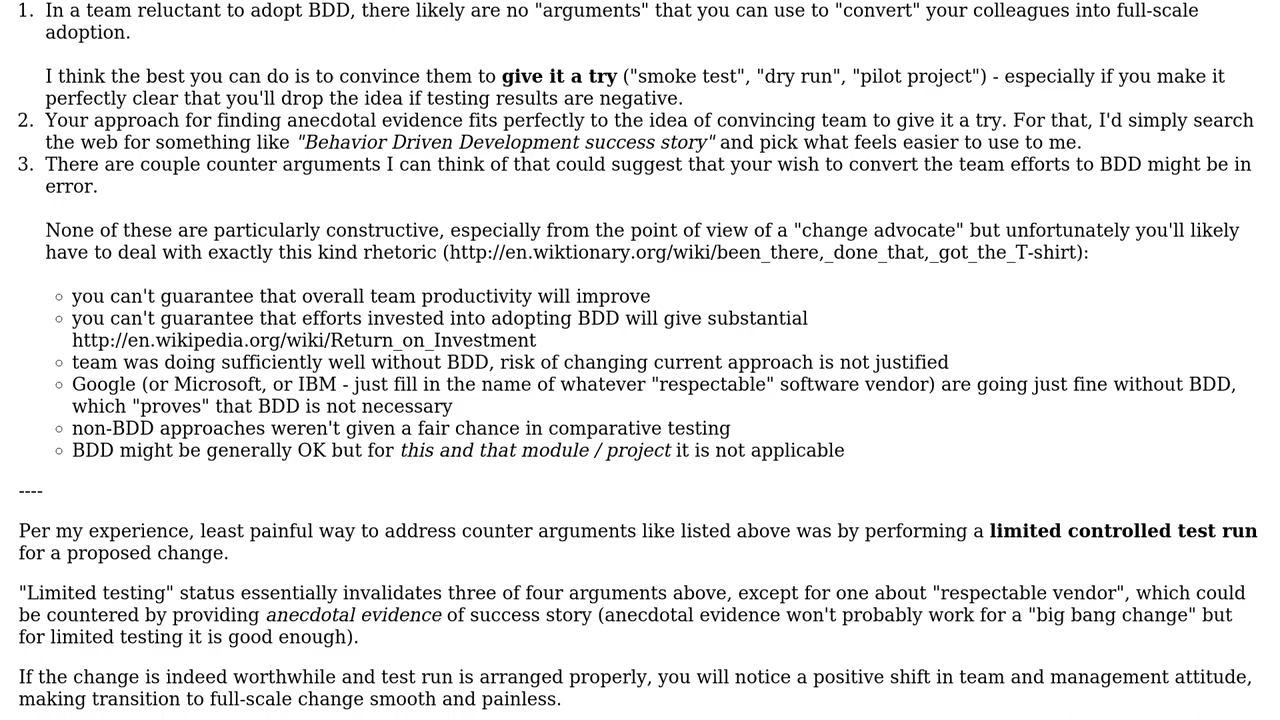 1. In a team reluctant to adopt BDD, there likely are no "arguments" that you can use to "convert" your colleagues into full-scale
adoption.
I think the best you can do is to convince them to give it a try ("smoke test", "dry run", "pilot project") - especially if you make it
perfectly clear that you'll drop the idea if testing results are negative.
2. Your approach for finding anecdotal evidence fits perfectly to the idea of convincing team to give it a try. For that, I'd simply search
the web for something like "Behavior Driven Development success story" and pick what feels easier to use to me.
3. There are couple counter arguments I can think of that could suggest that your wish to convert the team efforts to BDD might be in
error.
None of these are particularly constructive, especially from the point of view of a "change advocate" but unfortunately you'll likely
have to deal with exactly this kind rhetoric (http://en.wiktionary.org/wiki/been_there,_done_that,_got_the_T-shirt):
◦ you can't guarantee that overall team productivity will improve
◦ you can't guarantee that efforts invested into adopting BDD will give substantial
http://en.wikipedia.org/wiki/Return_on_Investment
◦ team was doing sufficiently well without BDD, risk of changing current approach is not justified
◦ Google (or Microsoft, or IBM - just fill in the name of whatever "respectable" software vendor) are going just fine without BDD,
which "proves" that BDD is not necessary
◦ non-BDD approaches weren't given a fair chance in comparative testing
◦ BDD might be generally OK but for this and that module / project it is not applicable
----
Per my experience, least painful way to address counter arguments like listed above was by performing a limited controlled test run
for a proposed change.
"Limited testing" status essentially invalidates three of four arguments above, except for one about "respectable vendor", which could
be countered by providing anecdotal evidence of success story (anecdotal evidence won't probably work for a "big bang change" but
for limited testing it is good enough).
If the change is indeed worthwhile and test run is arranged properly, you will notice a positive shift in team and management attitude,
making transition to full-scale change smooth and painless.